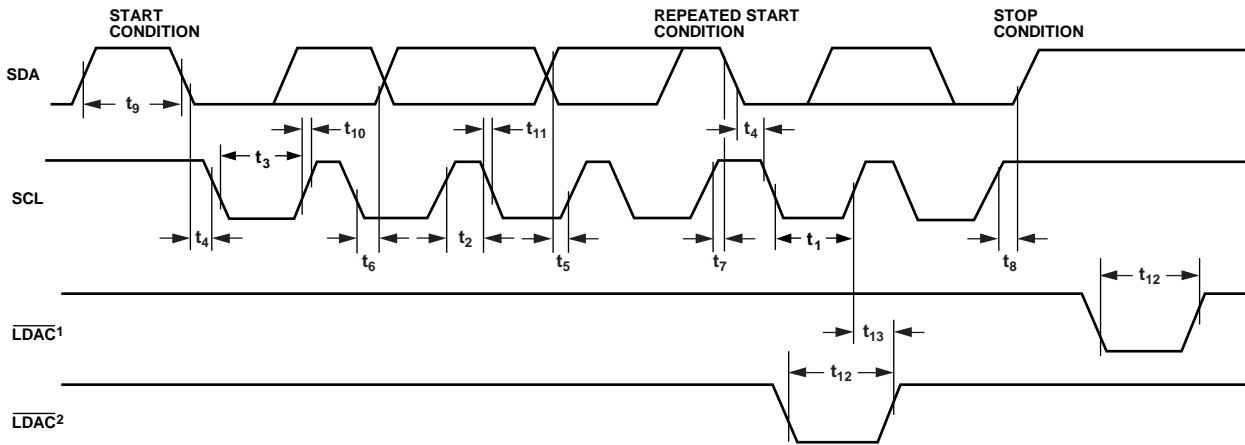 START
CONDITION
REPEATED START
CONDITION
STOP
CONDITION
SDA
t9
t10
t11
t4
t3
SCL
t4
t6
t2
t5
t7
t1
t8
t12
LDAC1
t13
t12
LDAC2